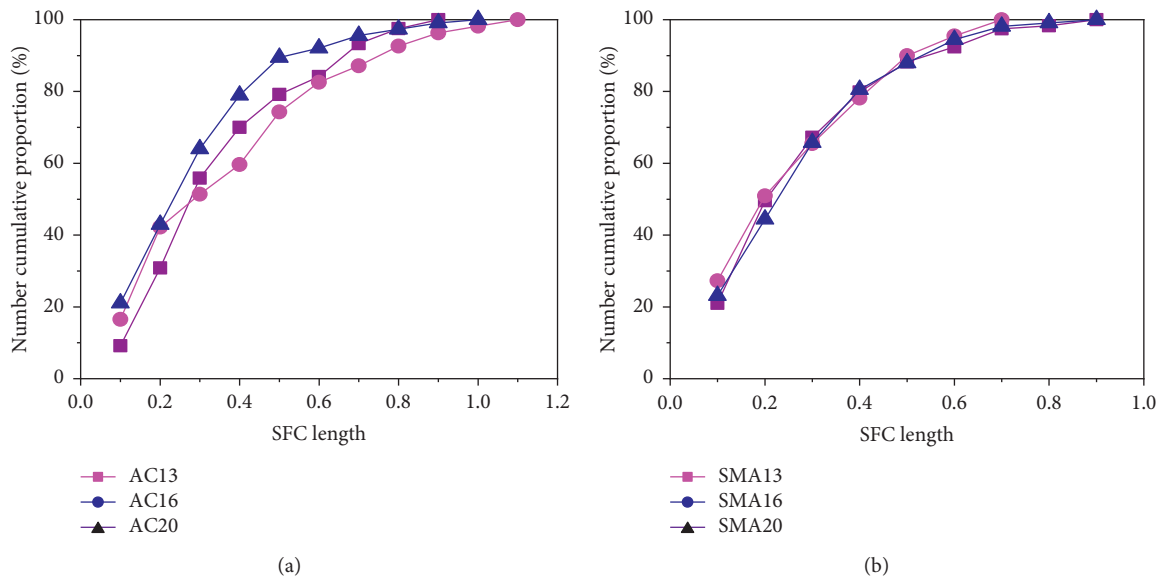 Number cumulative proportion (%)
100
80
60
40
20
0
0.0 0.2 0.4 0.6 0.8 1.0 1.2
SFC length
AC13
AC16
AC20
(a)
Number cumulative proportion (%)
100
80
60
40
20
0
0.0 0.2 0.4 0.6 0.8 1.0
SFC length
SMA13
SMA16
SMA20
(b)